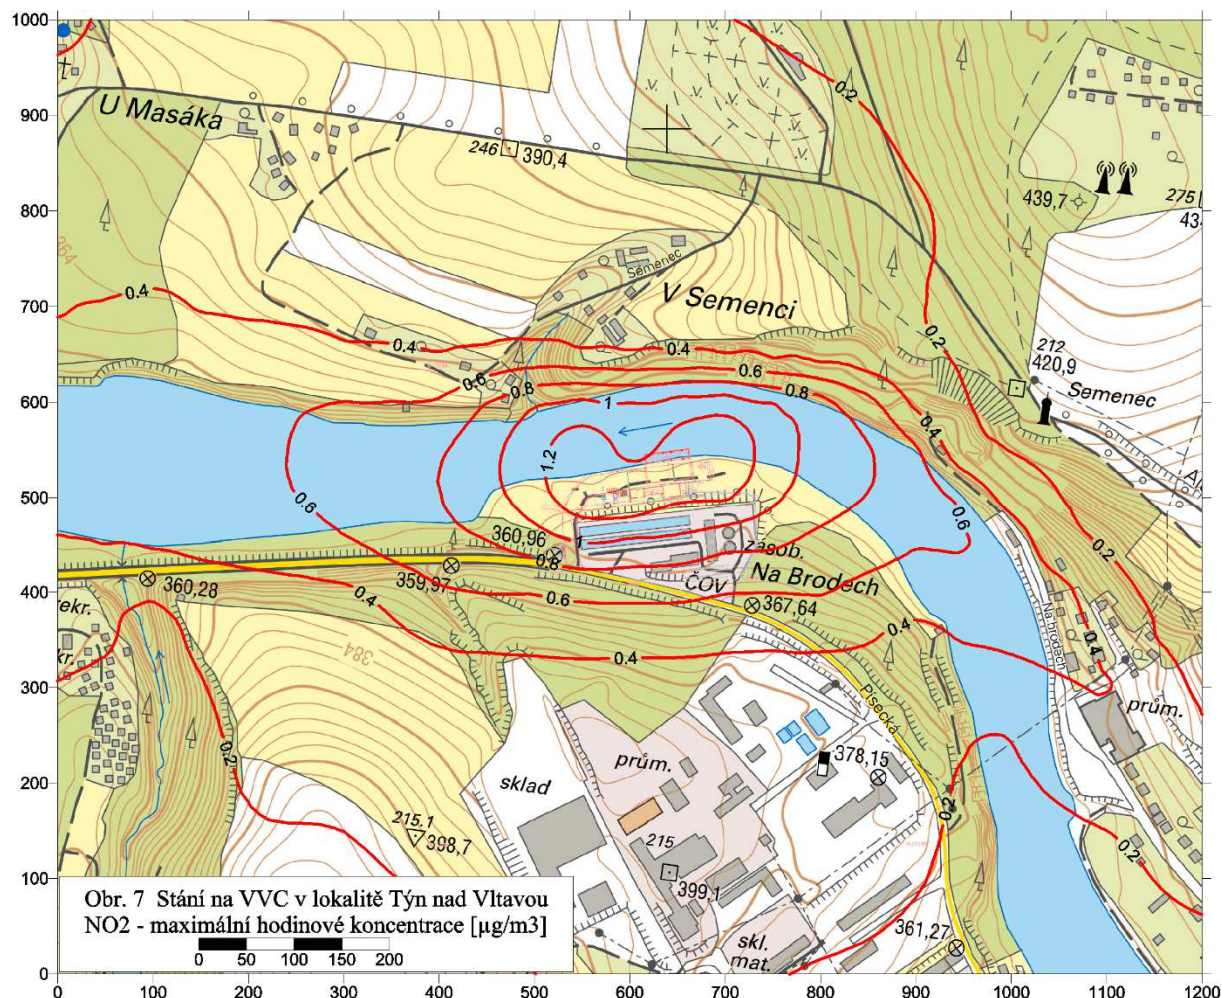 1000
900
800
700
600
500
400
300
200
100
0
0 100 200 300 400 500 600 700 800 900 1000 1100 1200
U Masáka
246 390,4
0.2
439,7
275
364
0.4
Semenec
V Semenci
0.4
0.4
0.2
212
420,9
Semenec
0.6
0.6
0.8
0.8
1
0.4
1.2
0.6
0.6
0.2
360,96
1
zásob.
0.8
360,28
359,97
ČOV
Na Brodech
0.6
367,64
0.4
0.4
Na brodech
0.4
384
0.4
Písecká
prům.
0.2
sklad
prům.
378,15
215.1
398,7
215
399,1
0.2
0.2
skl.
mat.
361,27
Obr. 7 Stání na VVC v lokalitě Týn nad Vltavou
NO2 - maximální hodinové koncentrace [µg/m3]
0 50 100 150 200